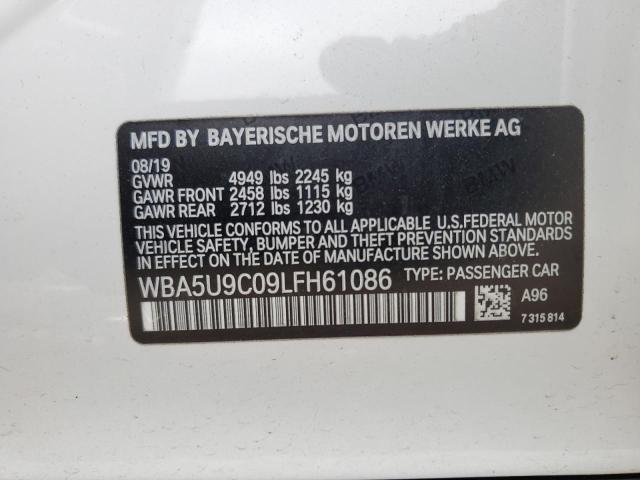 MFD BY BAYERISCHE MOTOREN WERKE AG
08/19
GVWR 4949 lbs 2245 kg
GAWR FRONT 2458 lbs 1115 kg
GAWR REAR 2712 lbs 1230 kg
THIS VEHICLE CONFORMS TO ALL APPLICABLE U.S.FEDERAL MOTOR
VEHICLE SAFETY, BUMPER AND THEFT PREVENTION STANDARDS
IN EFFECT ON THE DATE OF MANUFACTURE SHOWN ABOVE.
WBA5U9C09LFH61086 TYPE: PASSENGER CAR
A96
7 315 814